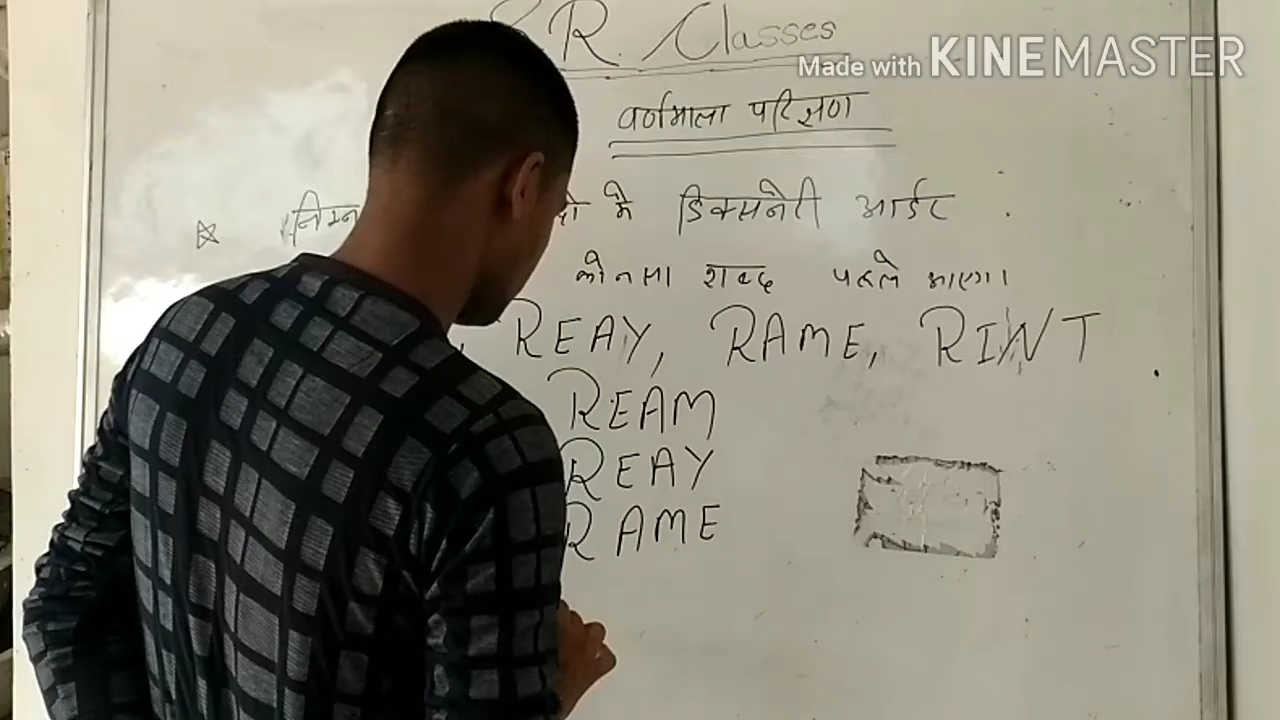 R. Classes
Made with KINEMASTER
वर्णमाला परिक्षण
निम्न में डिक्सनेरी आर्डर
कोनसा शब्द पहले आएगा।
, REAY, RAME, RINT
REAM
REAY
RAME